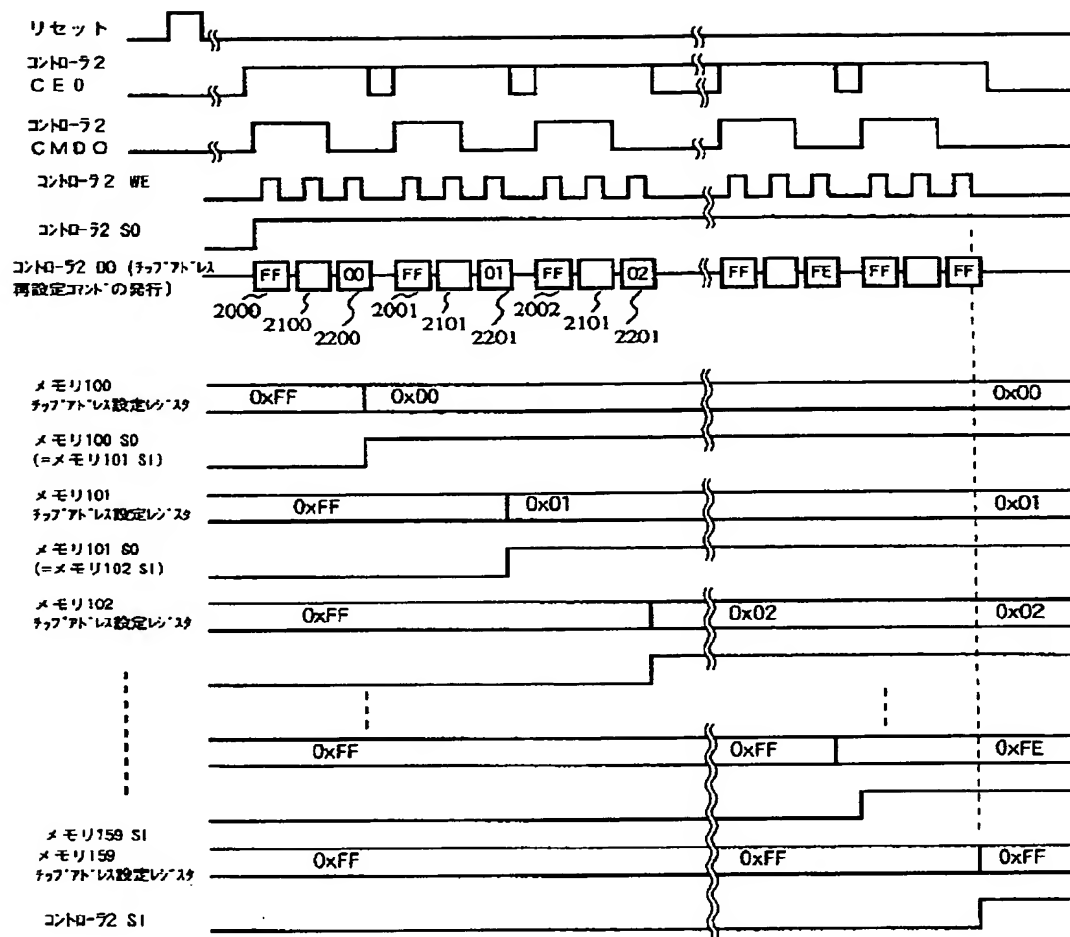 リセット
コントローラ2
CE0
コントローラ2
CMD0
コントローラ2 WE
コントローラ2 S0
コントローラ2 D0 (チップアドレス
再設定コマンドの発行)
FF 00 FF 01 FF 02 FF FE FF FF
2000 2100 2200 2001 2101 2201 2002 2101 2201
メモリ100
チップアドレス設定レジスタ
0xFF 0x00 0x00
メモリ100 S0
(=メモリ101 SI)
メモリ101
チップアドレス設定レジスタ
0xFF 0x01 0x01
メモリ101 S0
(=メモリ102 SI)
メモリ102
チップアドレス設定レジスタ
0xFF 0x02 0x02
0xFF 0xFF 0xFE
メモリ159 SI
メモリ159
チップアドレス設定レジスタ
0xFF 0xFF 0xFF
コントローラ2 SI